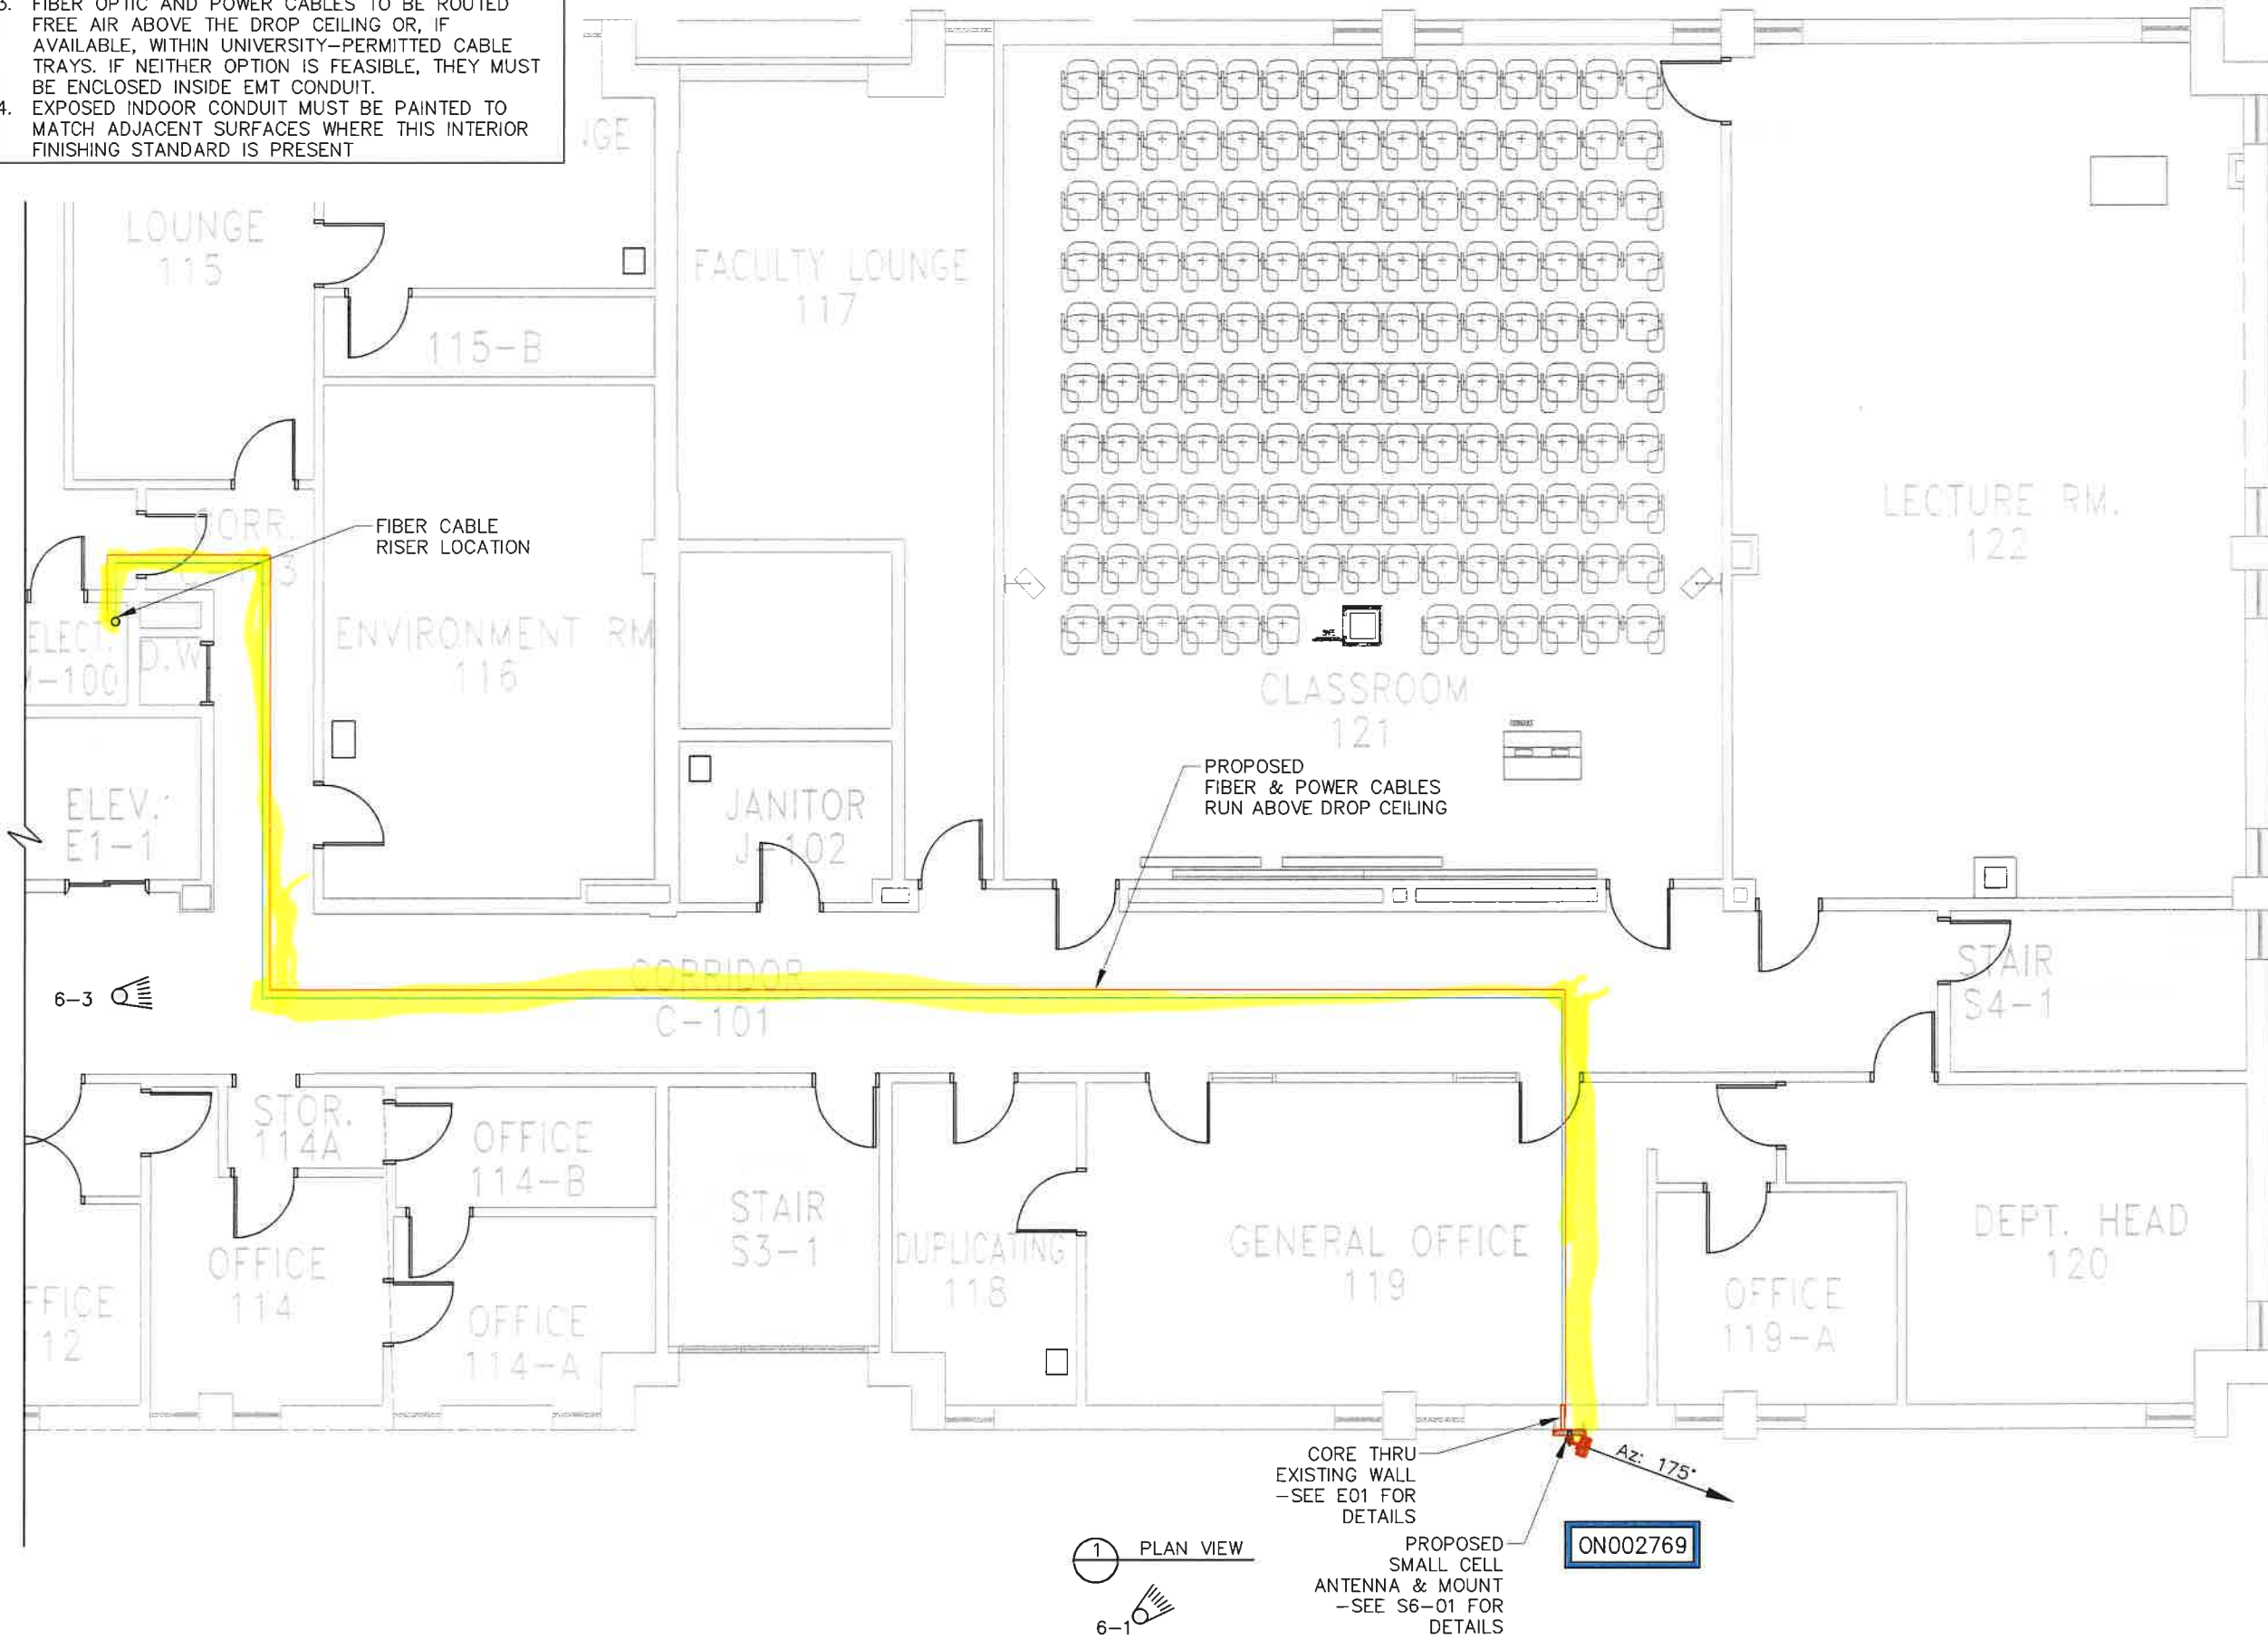 3. FIBER OPTIC AND POWER CABLES TO BE ROUTED
FREE AIR ABOVE THE DROP CEILING OR, IF
AVAILABLE, WITHIN UNIVERSITY-PERMITTED CABLE
TRAYS. IF NEITHER OPTION IS FEASIBLE, THEY MUST
BE ENCLOSED INSIDE EMT CONDUIT.
4. EXPOSED INDOOR CONDUIT MUST BE PAINTED TO
MATCH ADJACENT SURFACES WHERE THIS INTERIOR
FINISHING STANDARD IS PRESENT
LOUNGE
115
FACULTY LOUNGE
117
115-B
LECTURE RM.
122
CORR.
FIBER CABLE
RISER LOCATION
ELECT.
D.W
ENVIRONMENT RM
116
CLASSROOM
121
PROPOSED
FIBER & POWER CABLES
RUN ABOVE DROP CEILING
ELEV.
E1-1
JANITOR
J-102
6-3
CORRIDOR
C-101
STAIR
S4-1
STOR.
114A
OFFICE
114-B
STAIR
S3-1
DUPLICATING
118
GENERAL OFFICE
119
DEPT. HEAD
120
FFICE
12
OFFICE
114
OFFICE
114-A
OFFICE
119-A
CORE THRU
EXISTING WALL
-SEE E01 FOR
DETAILS
Az: 175°
1 PLAN VIEW
6-1
PROPOSED
SMALL CELL
ANTENNA & MOUNT
-SEE S6-01 FOR
DETAILS
ON002769